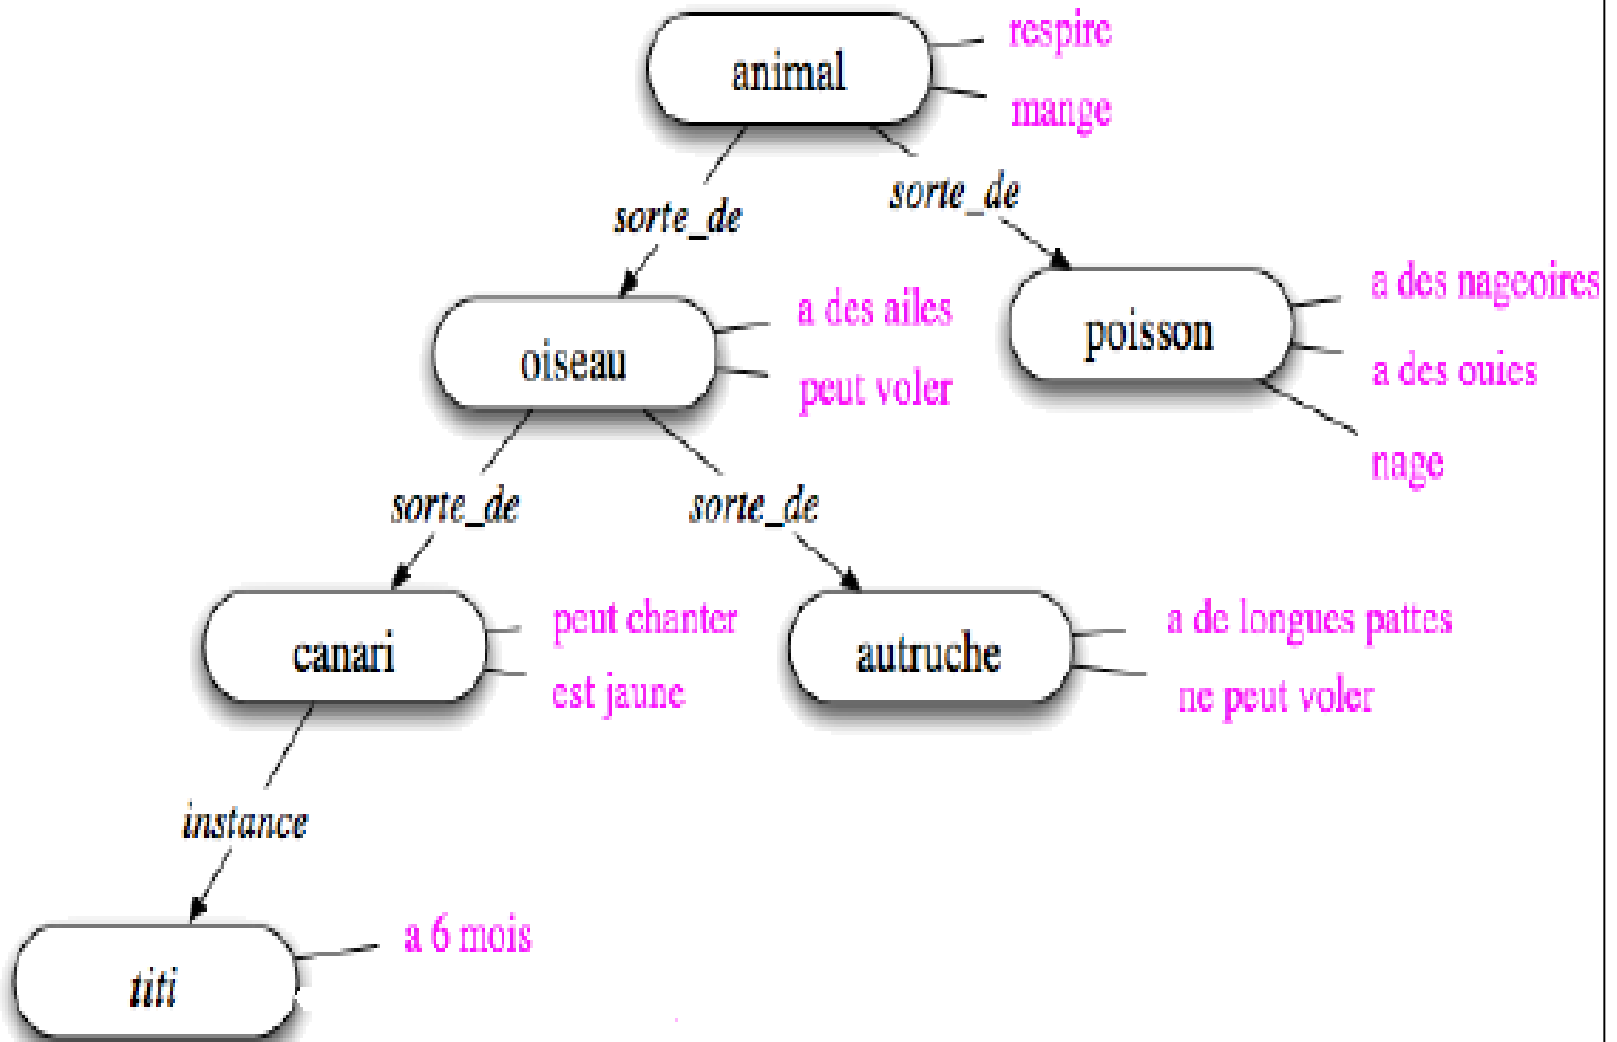 respire
animal
mange
sorte_de
sorte_de
a des nageoires
a des ailes
poisson
oiseau
a des ouies
peut voler
nage
sorte_de
sorte_de
peut chanter
a de longues pattes
canari
autruche
est jaune
ne peut voler
instance
a 6 mois
titi